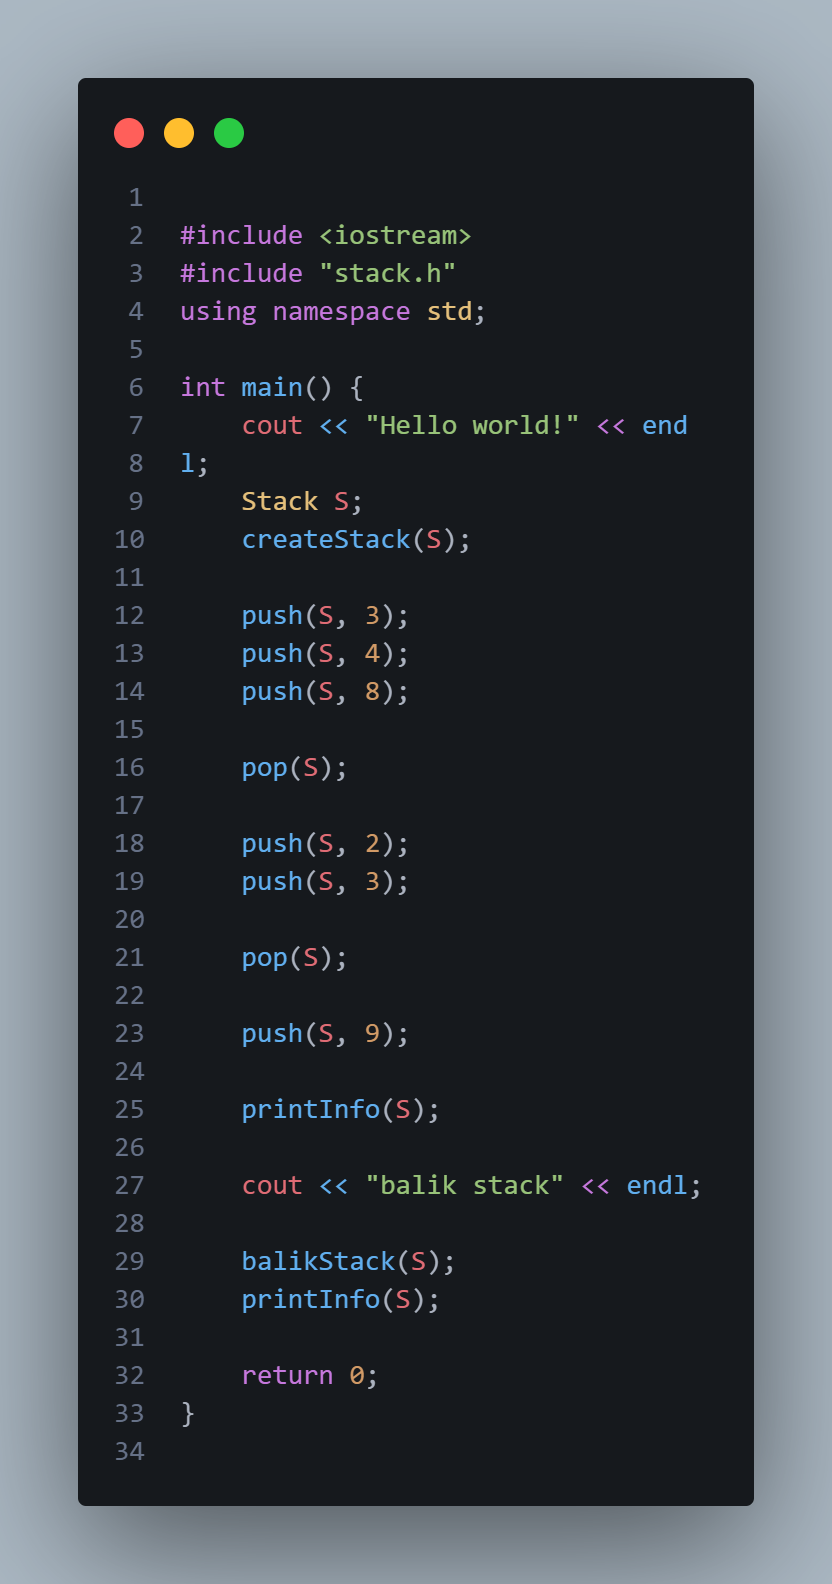 1
2 #include <iostream>
3 #include "stack.h"
4 using namespace std;
5
6 int main() {
7     cout << "Hello world!" << end
8 l;
9     Stack S;
10     createStack(S);
11
12     push(S, 3);
13     push(S, 4);
14     push(S, 8);
15
16     pop(S);
17
18     push(S, 2);
19     push(S, 3);
20
21     pop(S);
22
23     push(S, 9);
24
25     printInfo(S);
26
27     cout << "balik stack" << endl;
28
29     balikStack(S);
30     printInfo(S);
31
32     return 0;
33 }
34